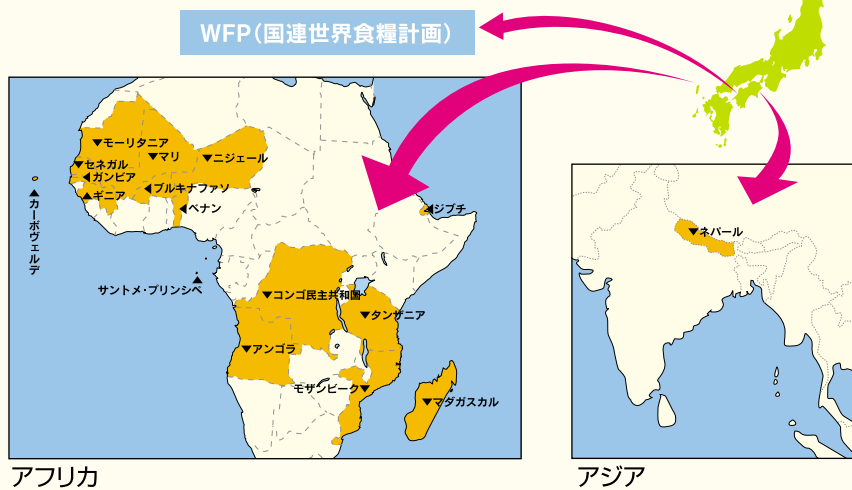 WFP(国連世界食糧計画)
▼モーリタニア
▼マリ
▼ニジェール
▼セネガル
◀ガンビア
◀ブルキナファソ
▲ギニア
◀ベナン
▲カーボヴェルデ
◀ジブチ
サントメ・プリンシペ▲
▼コンゴ民主共和国
▼タンザニア
▼アンゴラ
モザンビーク▼
▼マダガスカル
アフリカ
▼ネパール
アジア